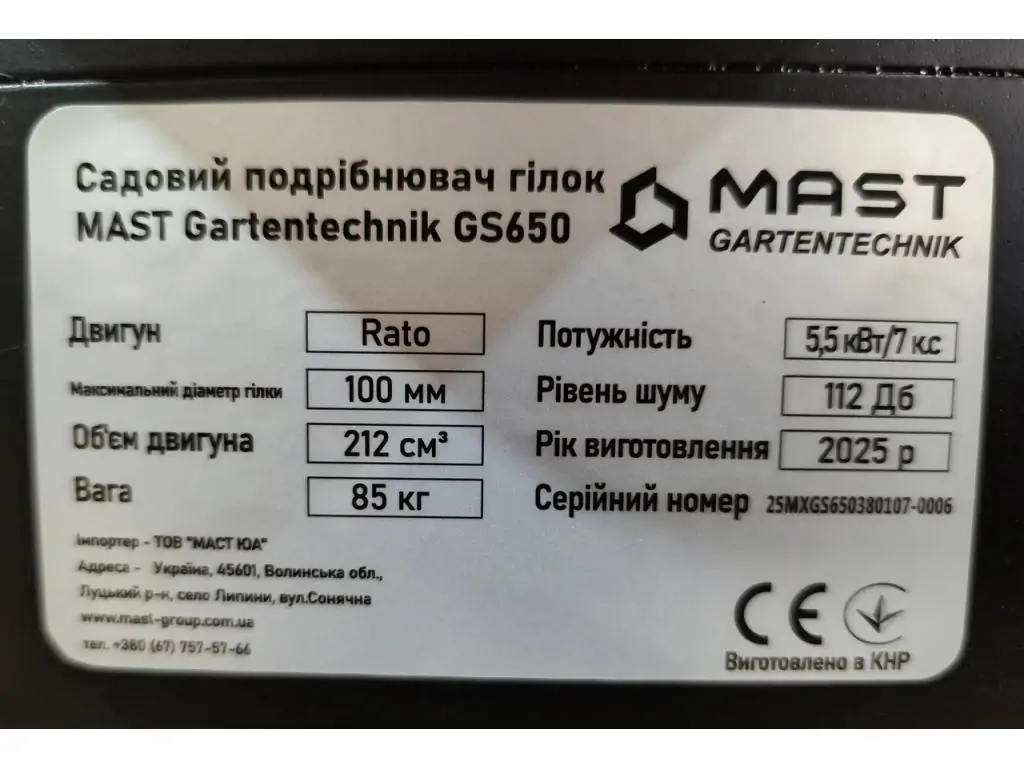 Садовий подрібнювач гілок
MAST Gartentechnik GS650
MAST
GARTENTECHNIK
Двигун Rato
Максимальний діаметр гілки 100 мм
Об'єм двигуна 212 см³
Вага 85 кг
Потужність 5,5 кВт/7 к.с
Рівень шуму 112 Дб
Рік виготовлення 2025 р
Серійний номер 25MXGS650380107-0006
Імпортер - ТОВ "МАСТ ЮА"
Адреса - Україна, 45601, Волинська обл.,
Луцький р-н, село Липини, вул.Сонячна
www.mast-group.com.ua
тел. +380 (67) 757-57-66
CE
Виготовлено в КНР